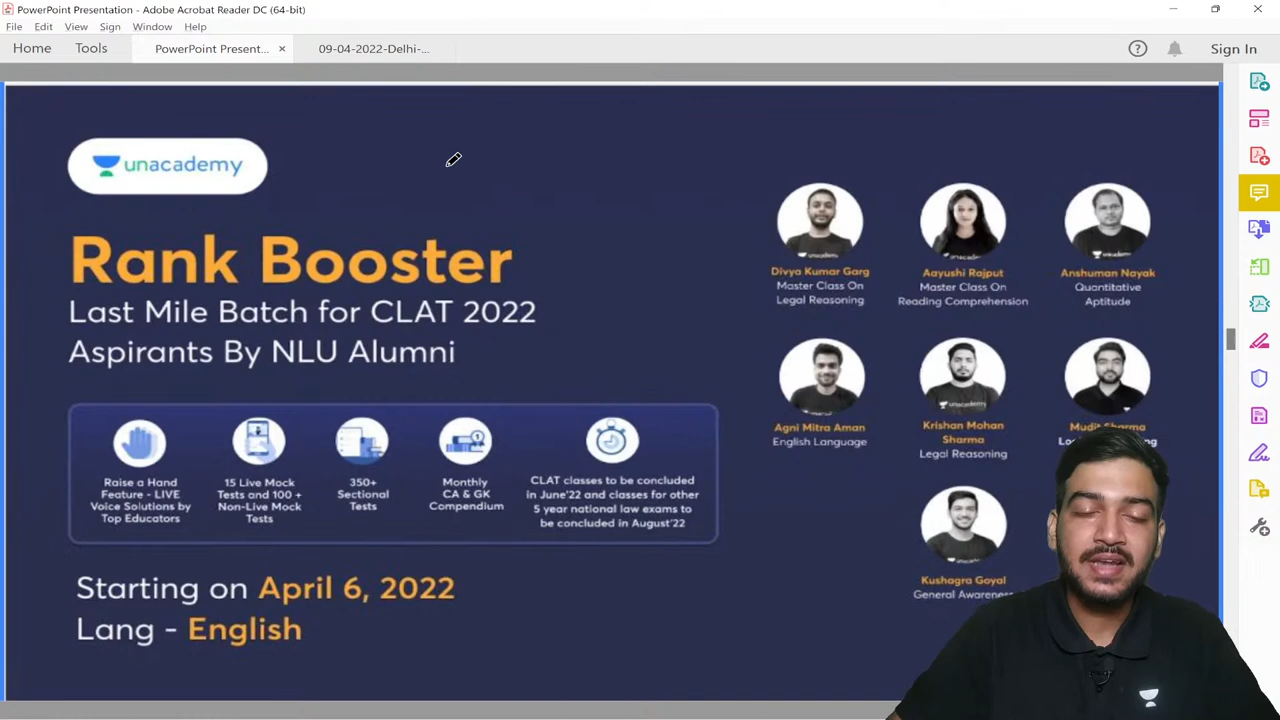 PowerPoint Presentation - Adobe Acrobat Reader DC (64-bit)
File Edit View Sign Window Help
Home Tools PowerPoint Present... × 09-04-2022-Delhi-... Sign In
unacademy
Rank Booster
Last Mile Batch for CLAT 2022
Aspirants By NLU Alumni
Raise a Hand
Feature - LIVE
Voice Solutions by
Top Educators
15 Live Mock
Tests and 100 +
Non-Live Mock
Tests
350+
Sectional
Tests
Monthly
CA & GK
Compendium
CLAT classes to be concluded
in June'22 and classes for other
5 year national law exams to
be concluded in August'22
Starting on April 6, 2022
Lang - English
Divya Kumar Garg
Master Class On
Legal Reasoning
Aayushi Rajput
Master Class On
Reading Comprehension
Anshuman Nayak
Quantitative
Aptitude
Agni Mitra Aman
English Language
Krishan Mohan
Sharma
Legal Reasoning
Mudit Sharma
Kushagra Goyal
General Awareness